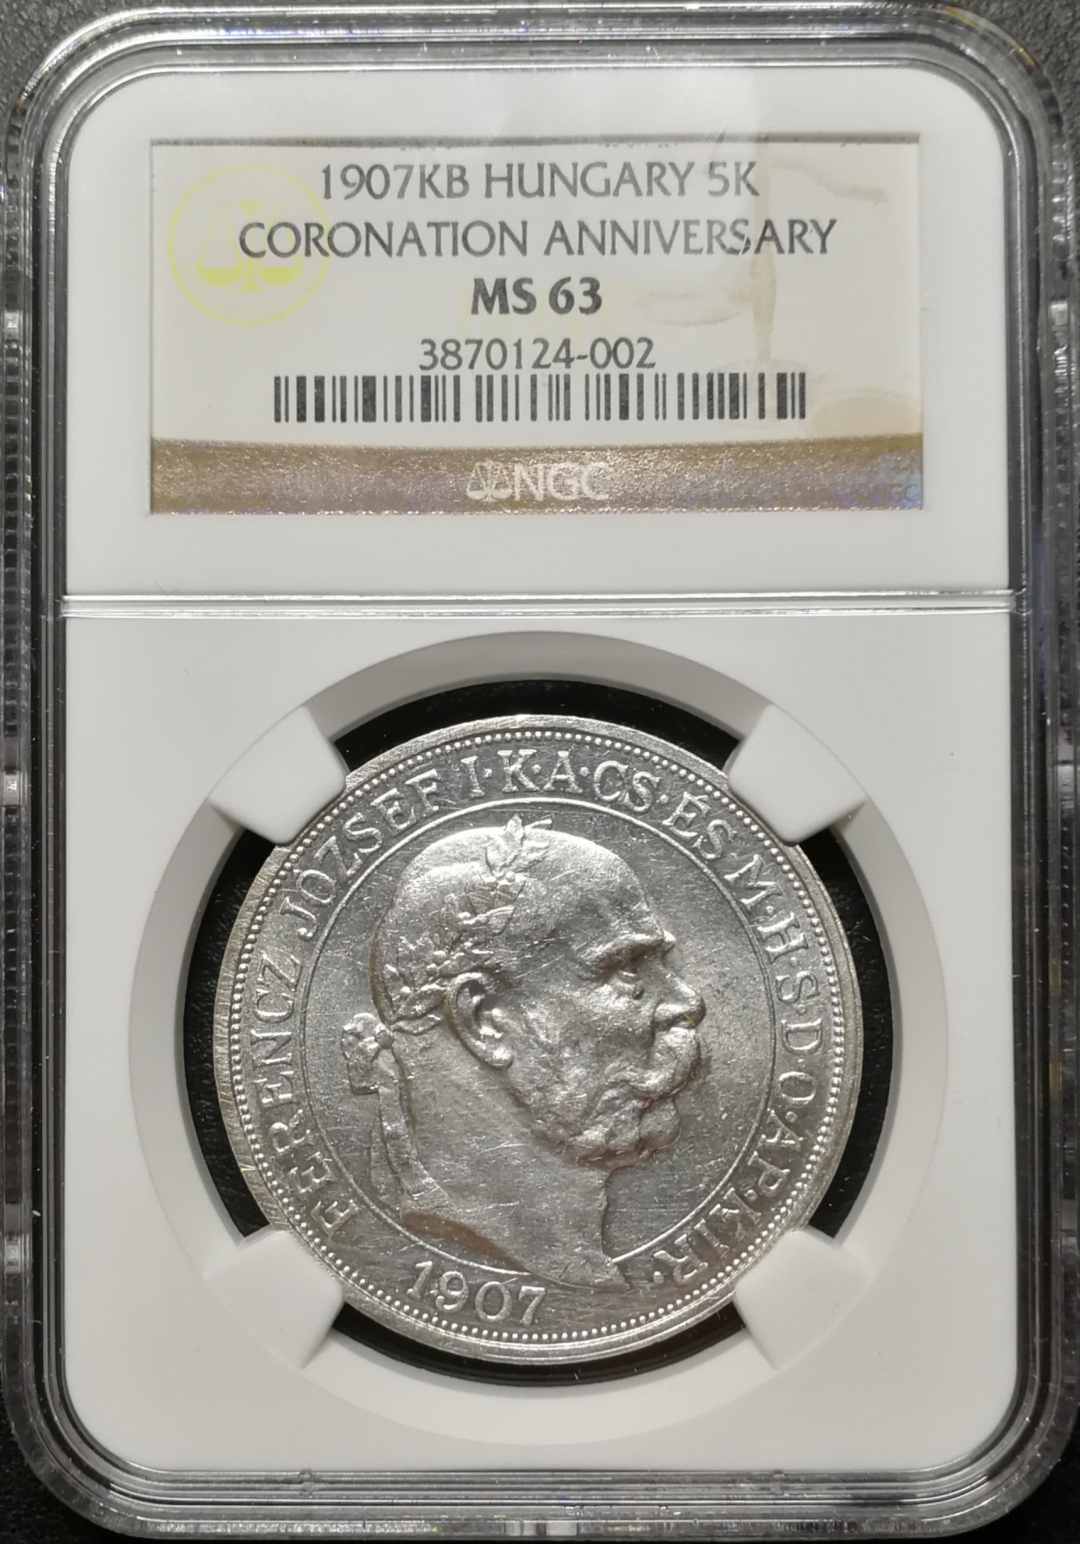 1907KB HUNGARY 5K
CORONATION ANNIVERSARY
MS 63
3870124-002
NGC
FERENCZ JÓZSEF I·K·A·CS·ÉS M·H·S·D·O·AP·KIR·
1907